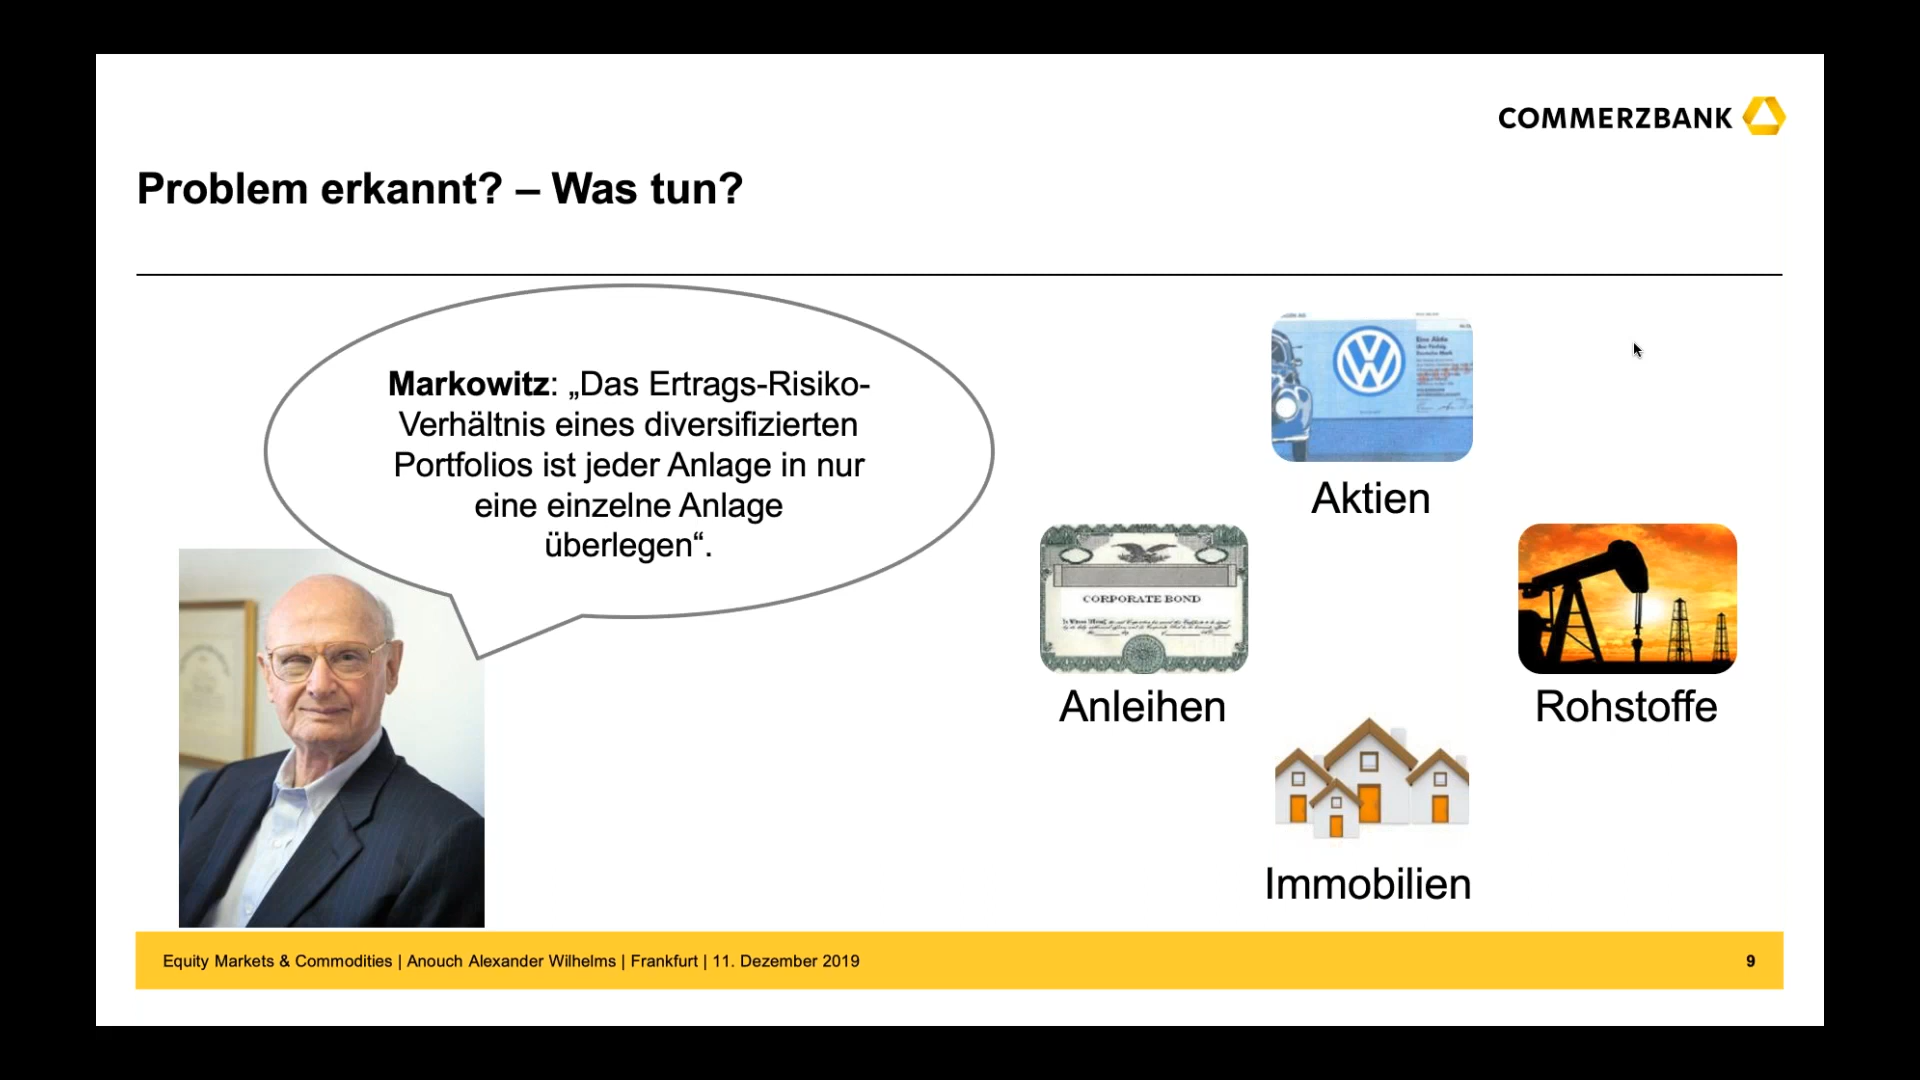 COMMERZBANK
Problem erkannt? – Was tun?
Markowitz: „Das Ertrags-Risiko-
Verhältnis eines diversifizierten
Portfolios ist jeder Anlage in nur
eine einzelne Anlage
überlegen“.
Eine Aktie
Aktien
CORPORATE BOND
Anleihen
Rohstoffe
Immobilien
Equity Markets & Commodities | Anouch Alexander Wilhelms | Frankfurt | 11. Dezember 2019
9